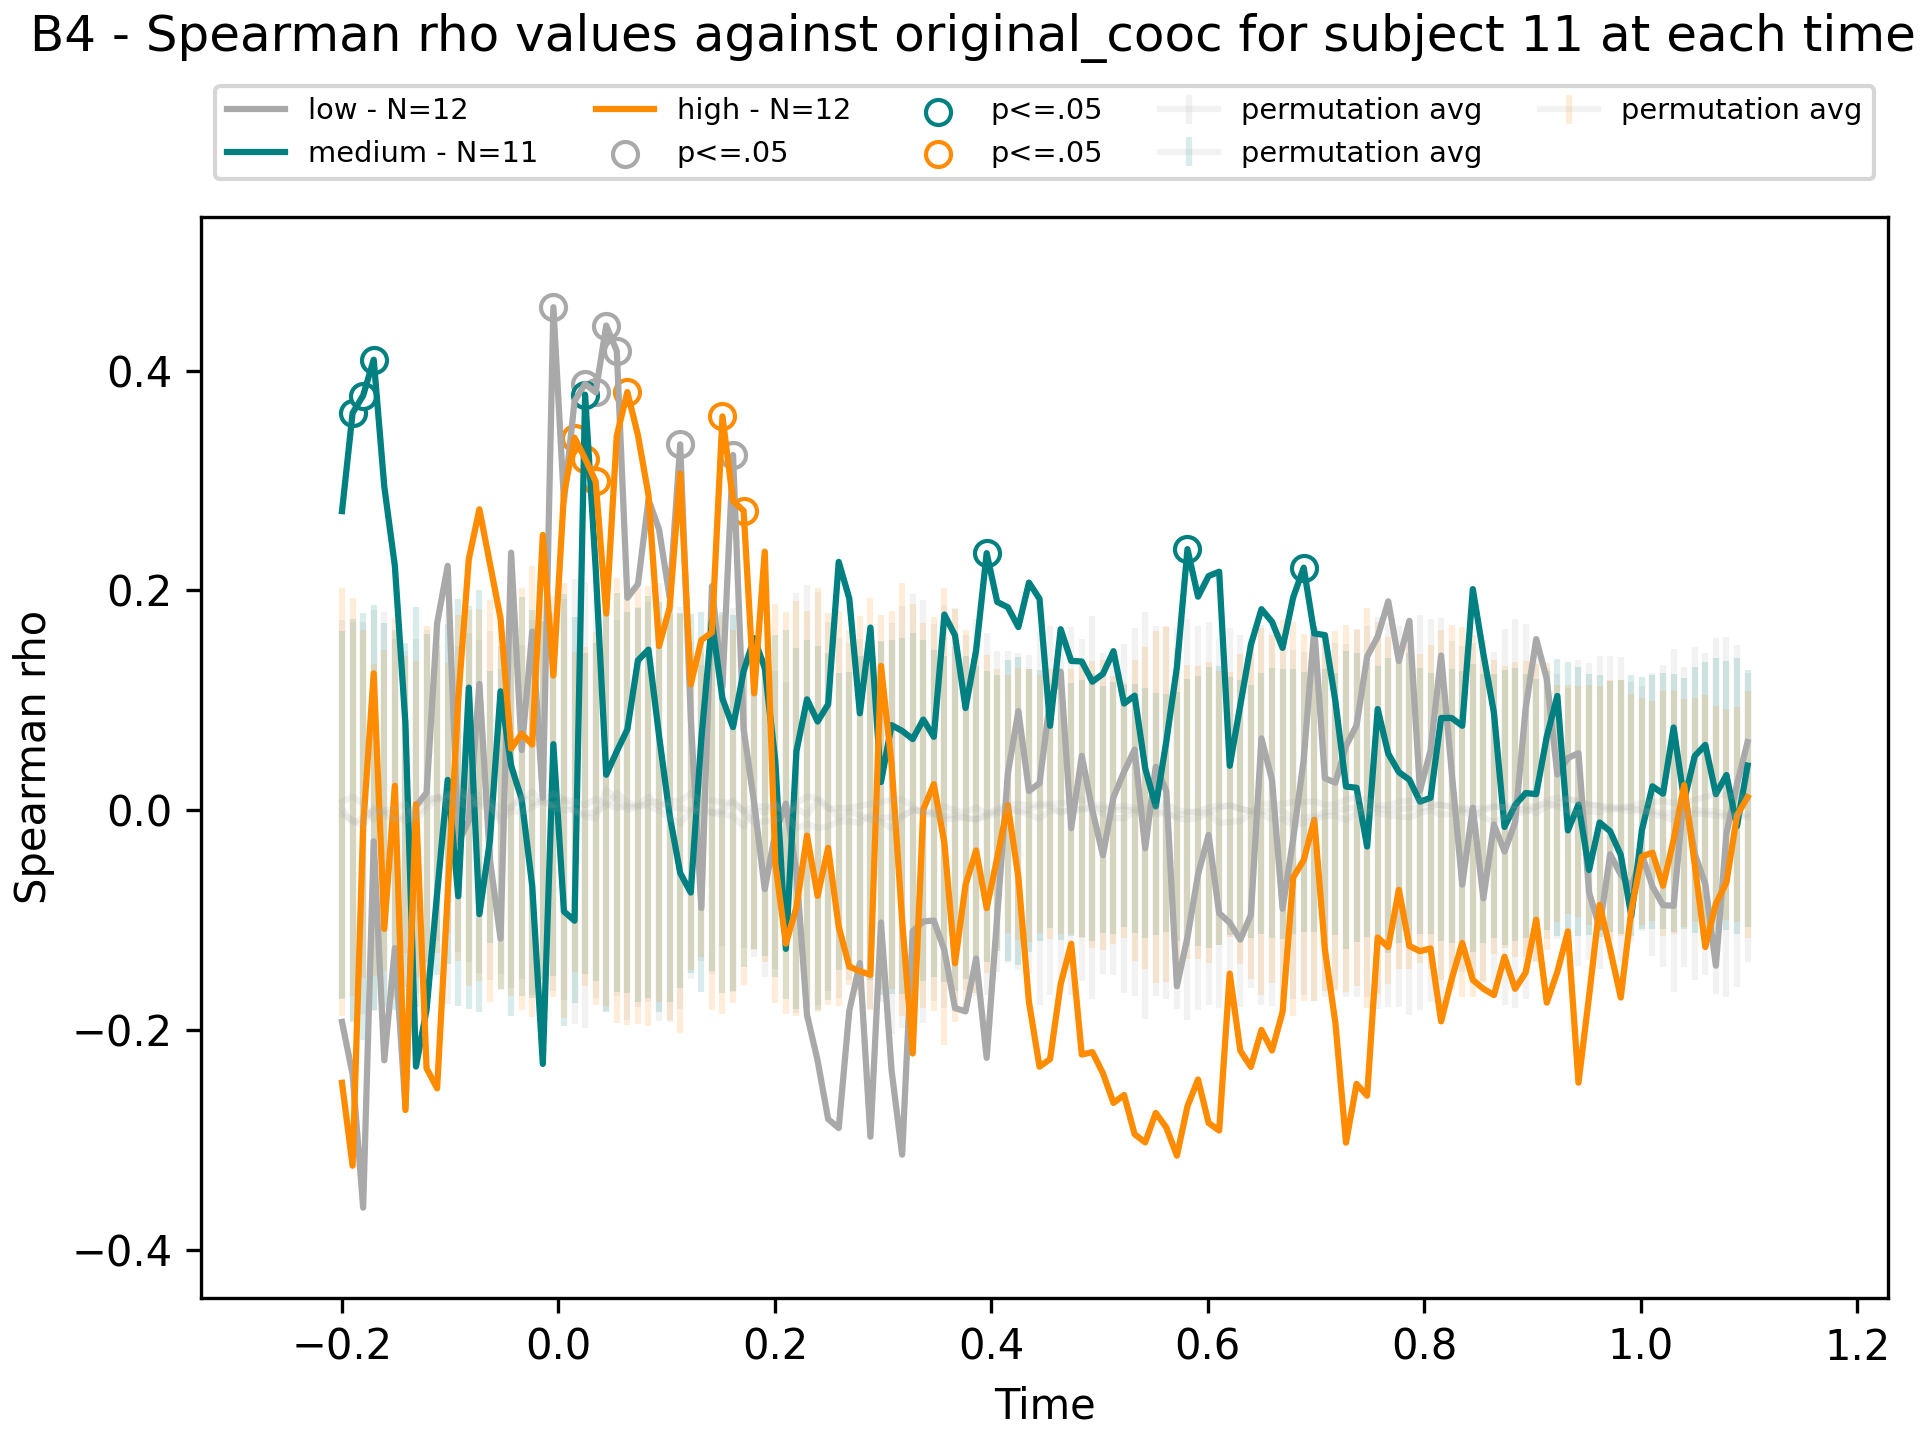 B4 - Spearman rho values against original_cooc for subject 11 at each time
low - N=12
medium - N=11
high - N=12
p<=.05
p<=.05
p<=.05
permutation avg
permutation avg
permutation avg
Spearman rho
0.4
0.2
0.0
−0.2
−0.4
−0.2 0.0 0.2 0.4 0.6 0.8 1.0 1.2
Time